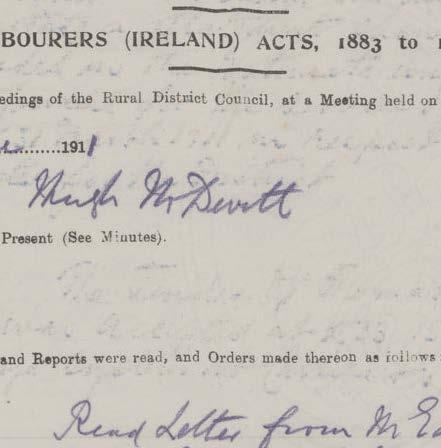 BOURERS (IRELAND) ACTS, 1883 to
edings of the Rural District Council, at a Meeting held on
1911
Hugh McDevitt
Present (See Minutes).
and Reports were read, and Orders made thereon as follows
Read Letter from Mr